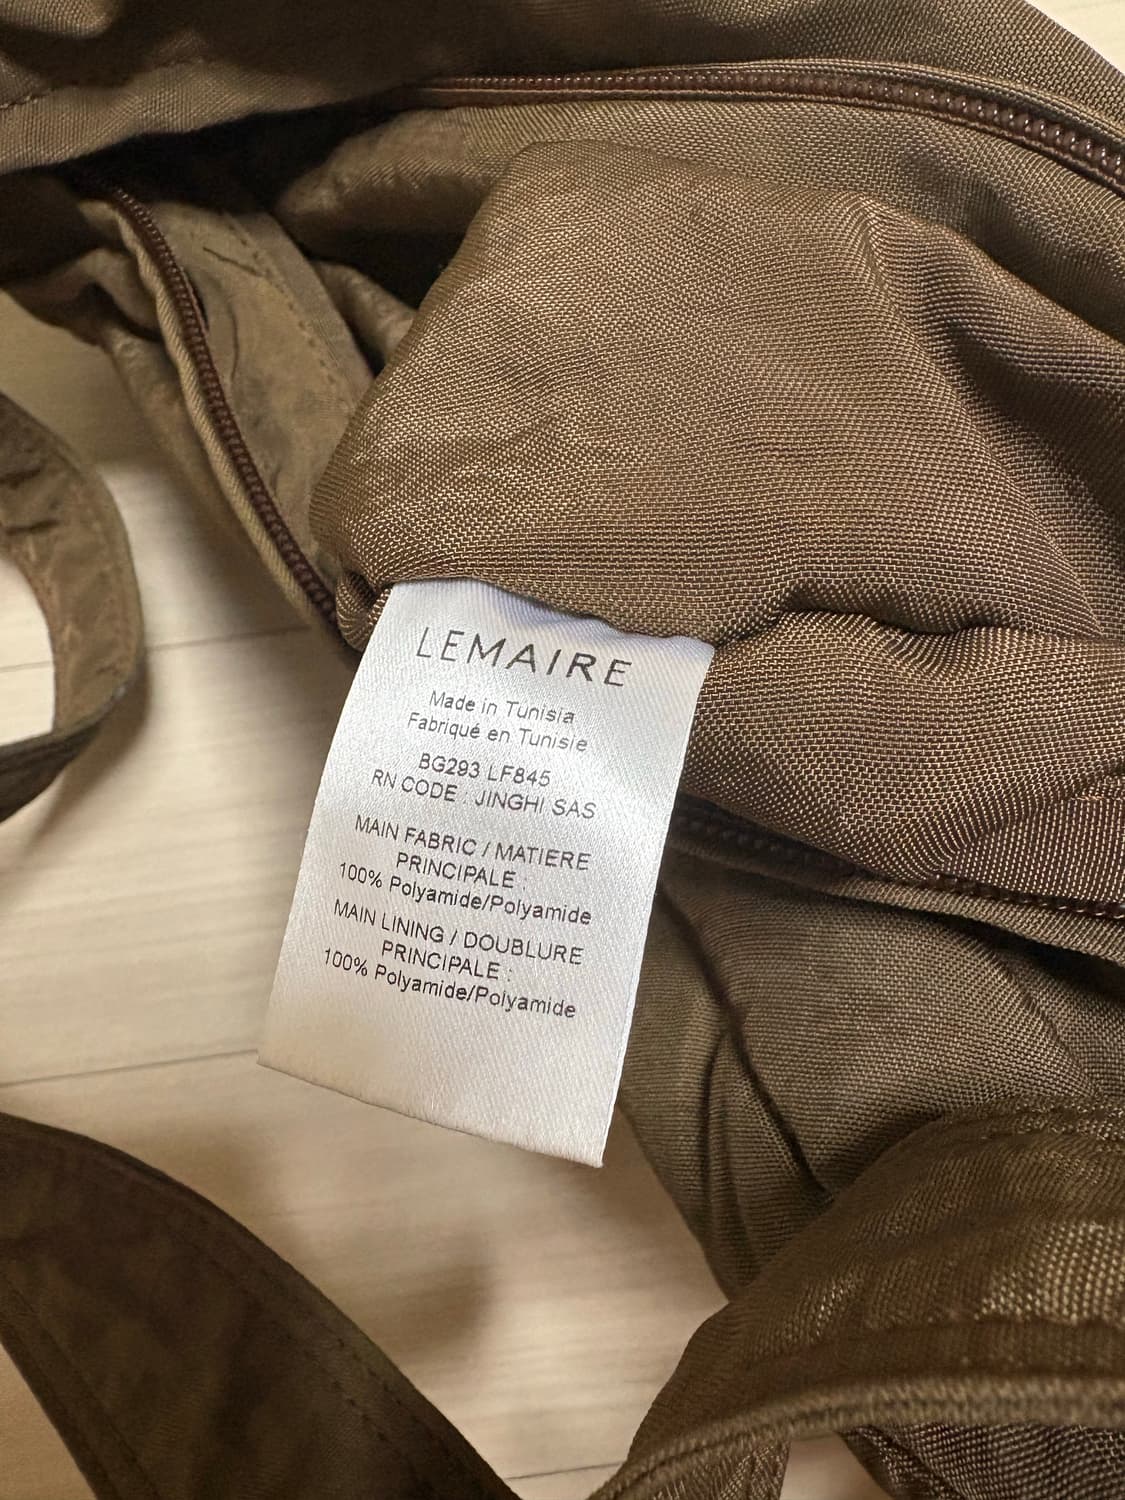 LEMAIRE
Made in Tunisia
Fabriqué en Tunisie
BG293 LF845
RN CODE : JINGHI SAS
MAIN FABRIC / MATIERE
PRINCIPALE :
100% Polyamide/Polyamide
MAIN LINING / DOUBLURE
PRINCIPALE :
100% Polyamide/Polyamide